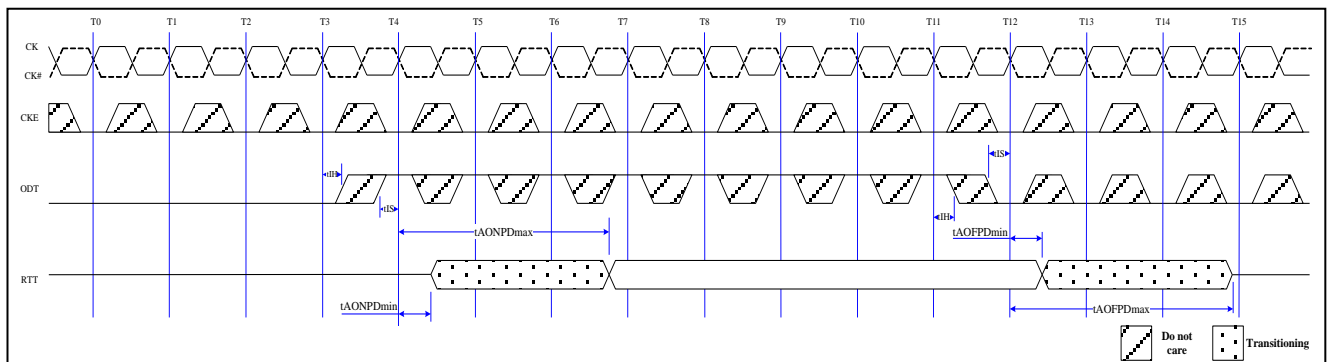 T0 T1 T2 T3 T4 T5 T6 T7 T8 T9 T10 T11 T12 T13 T14 T15
CK
CK#
CKE
tIS
ODT
tIH
tIS
tIH
tAONPDmax
tAOFPDmin
RTT
tAONPDmin
tAOFPDmax
Do not
care
Transitioning